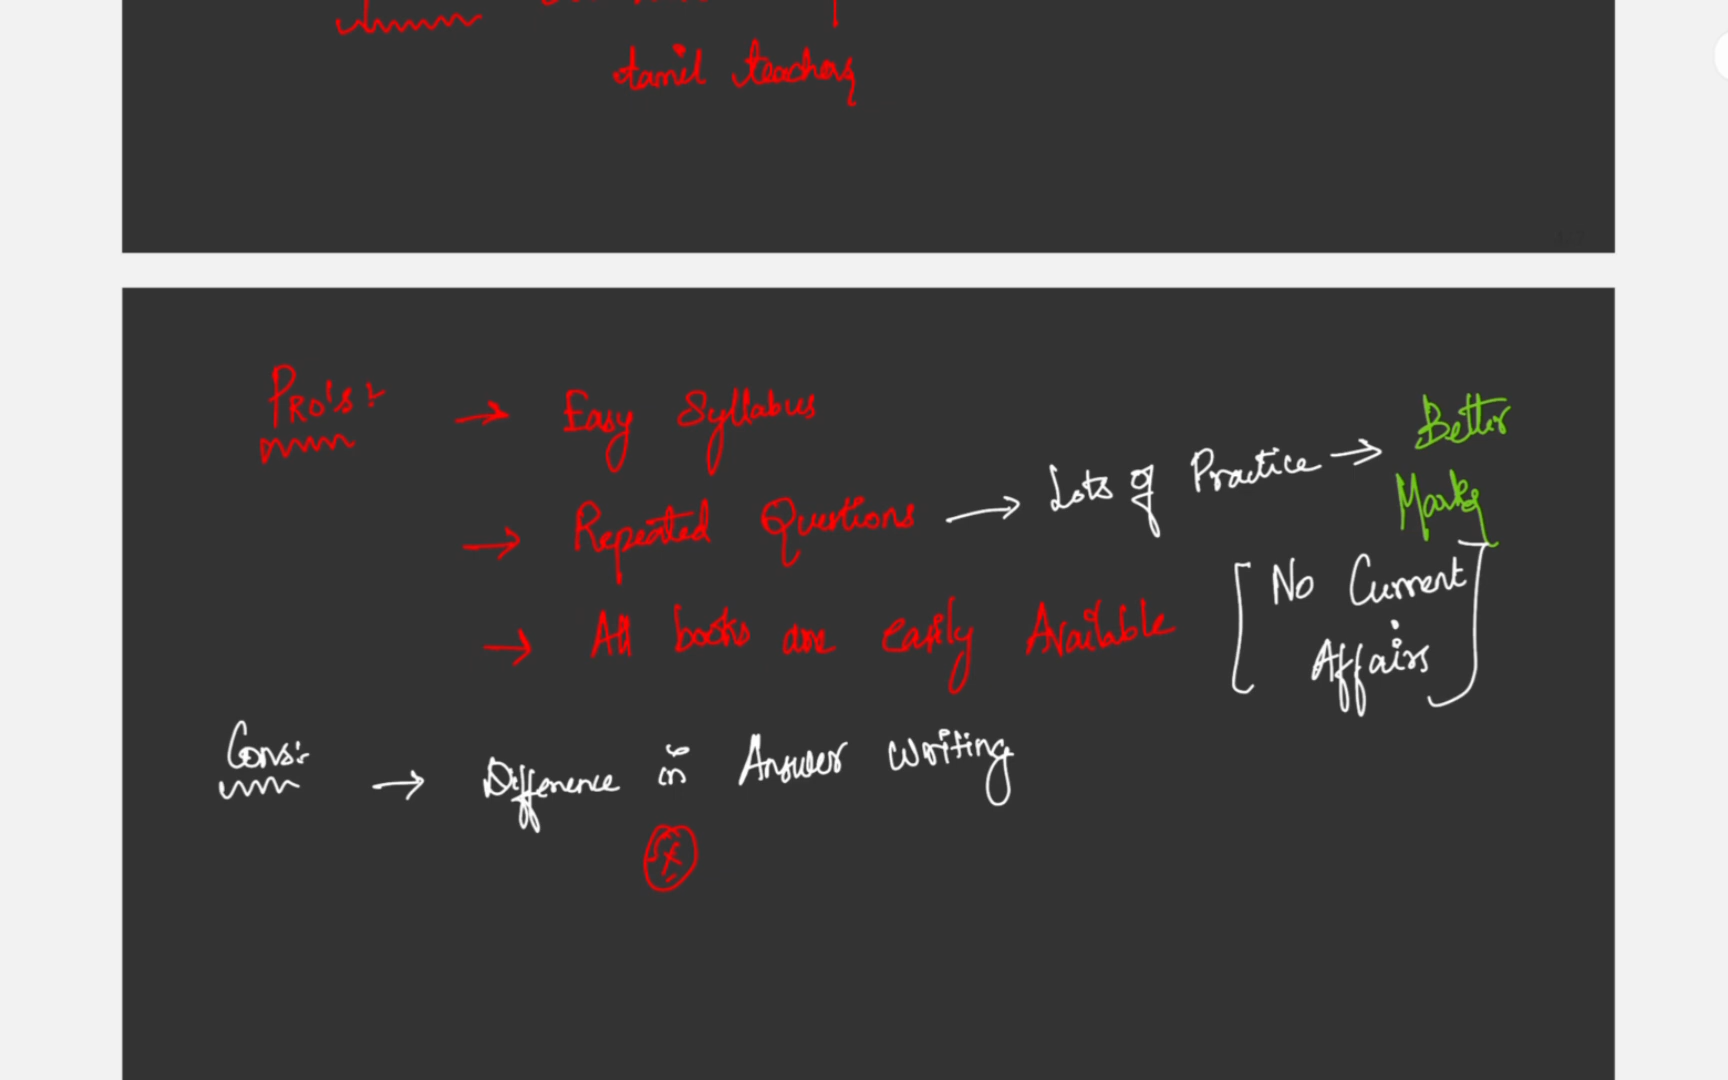 tamil teachers
Pro's:
→ Easy Syllabus
→ Repeated Questions → Lots of Practice → Better Marks
→ All books are easily Available [No Current Affairs]
Cons:
→ Difference in Answer Writing